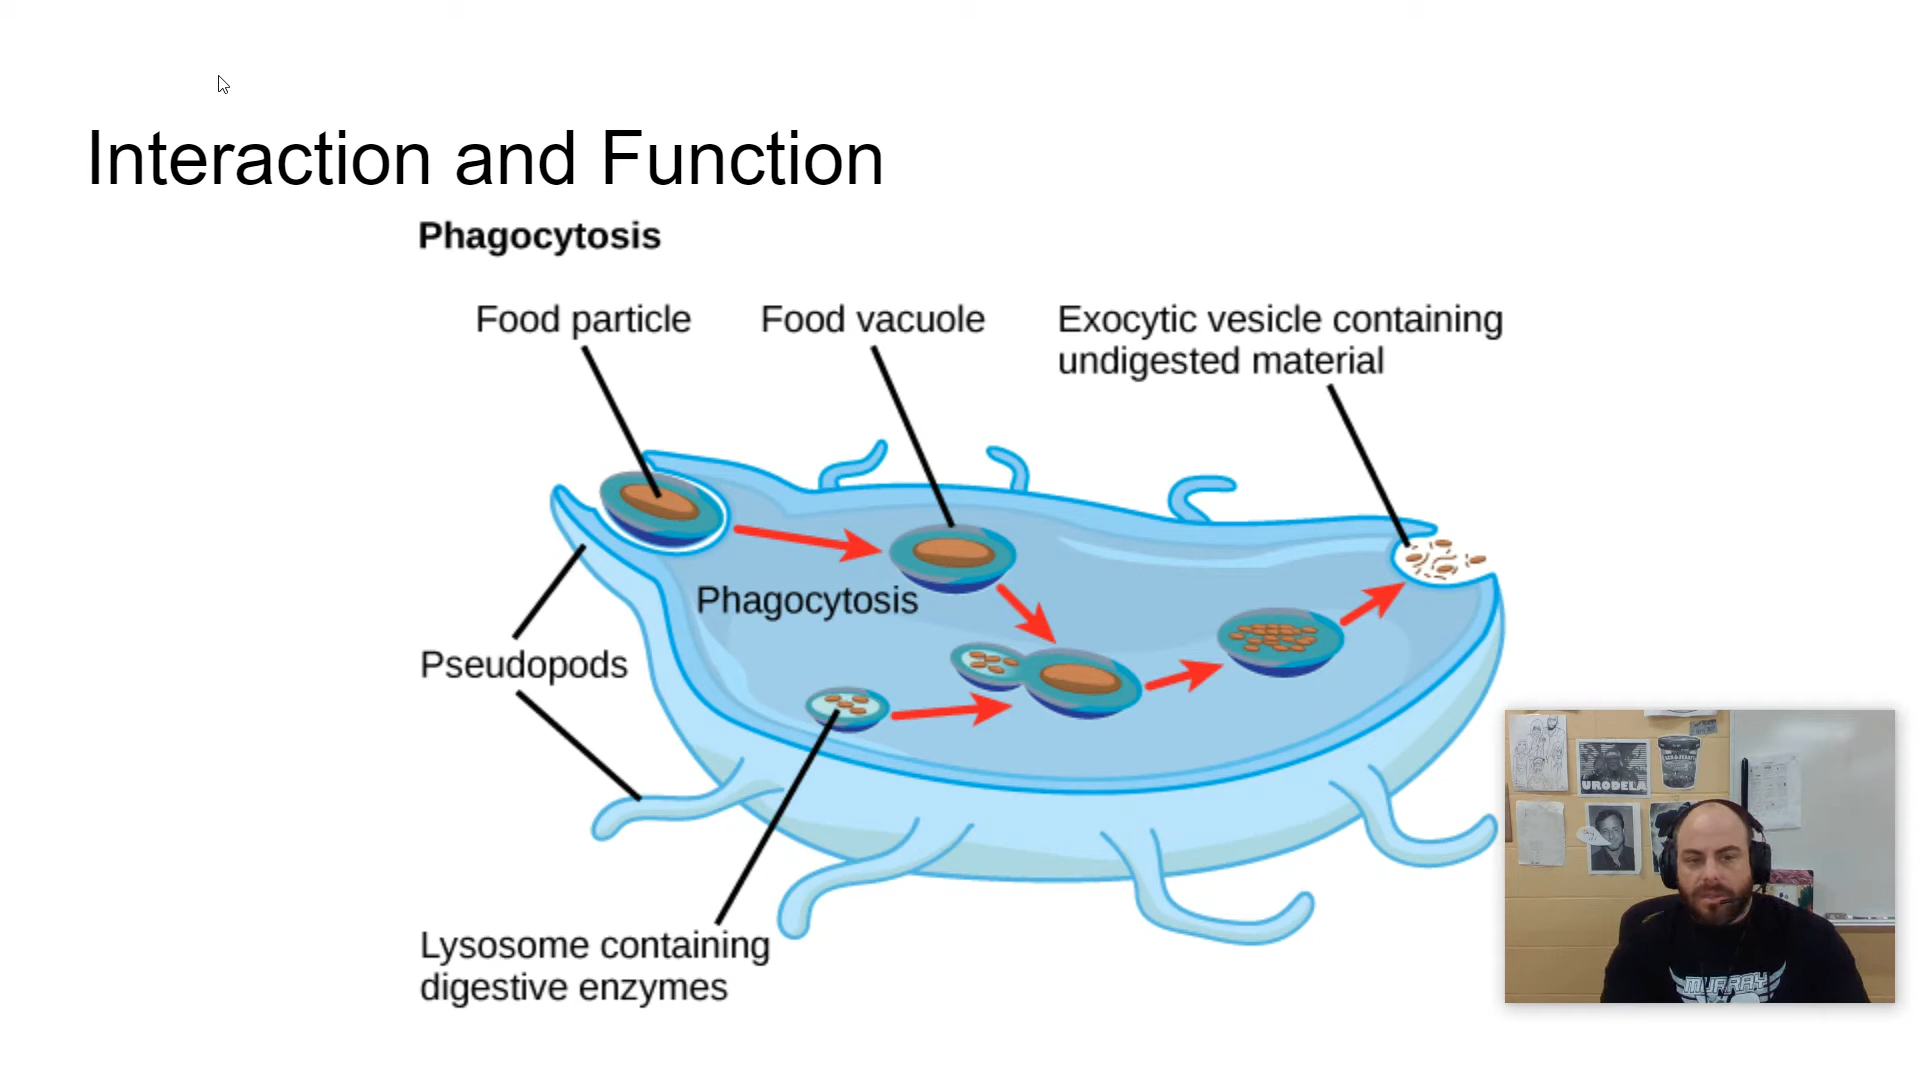 Interaction and Function
Phagocytosis
Food particle
Food vacuole
Exocytic vesicle containing
undigested material
Phagocytosis
Pseudopods
Lysosome containing
digestive enzymes
URODELA
MURRAY